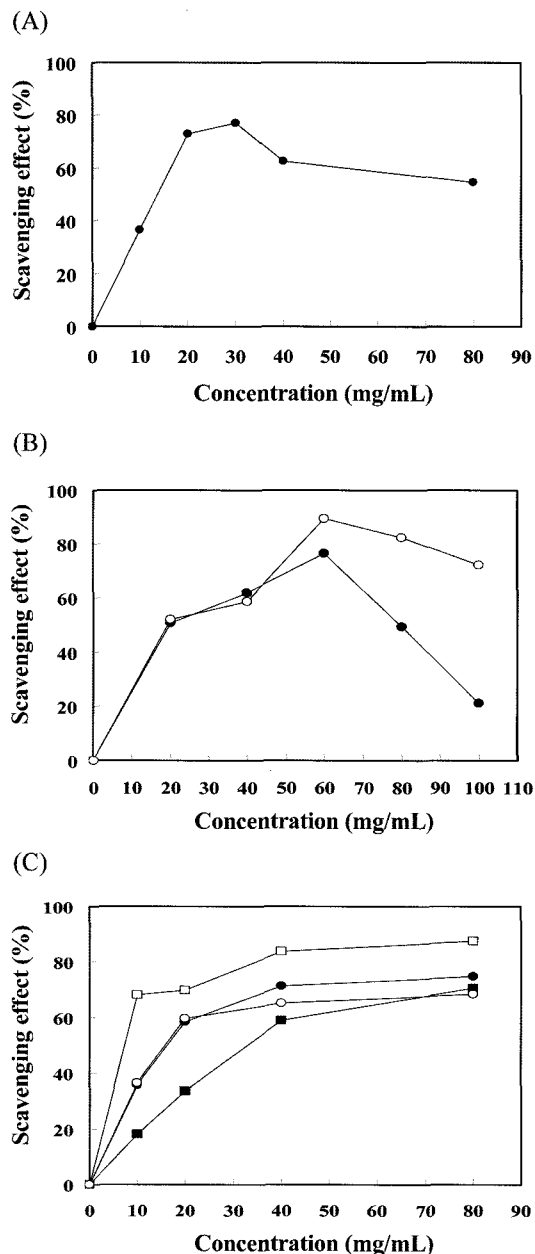 (A)
Scavenging effect (%)
100
80
60
40
20
0
0 10 20 30 40 50 60 70 80 90
Concentration (mg/mL)
(B)
Scavenging effect (%)
100
80
60
40
20
0
0 10 20 30 40 50 60 70 80 90 100 110
Concentration (mg/mL)
(C)
Scavenging effect (%)
100
80
60
40
20
0
0 10 20 30 40 50 60 70 80 90
Concentration (mg/mL)